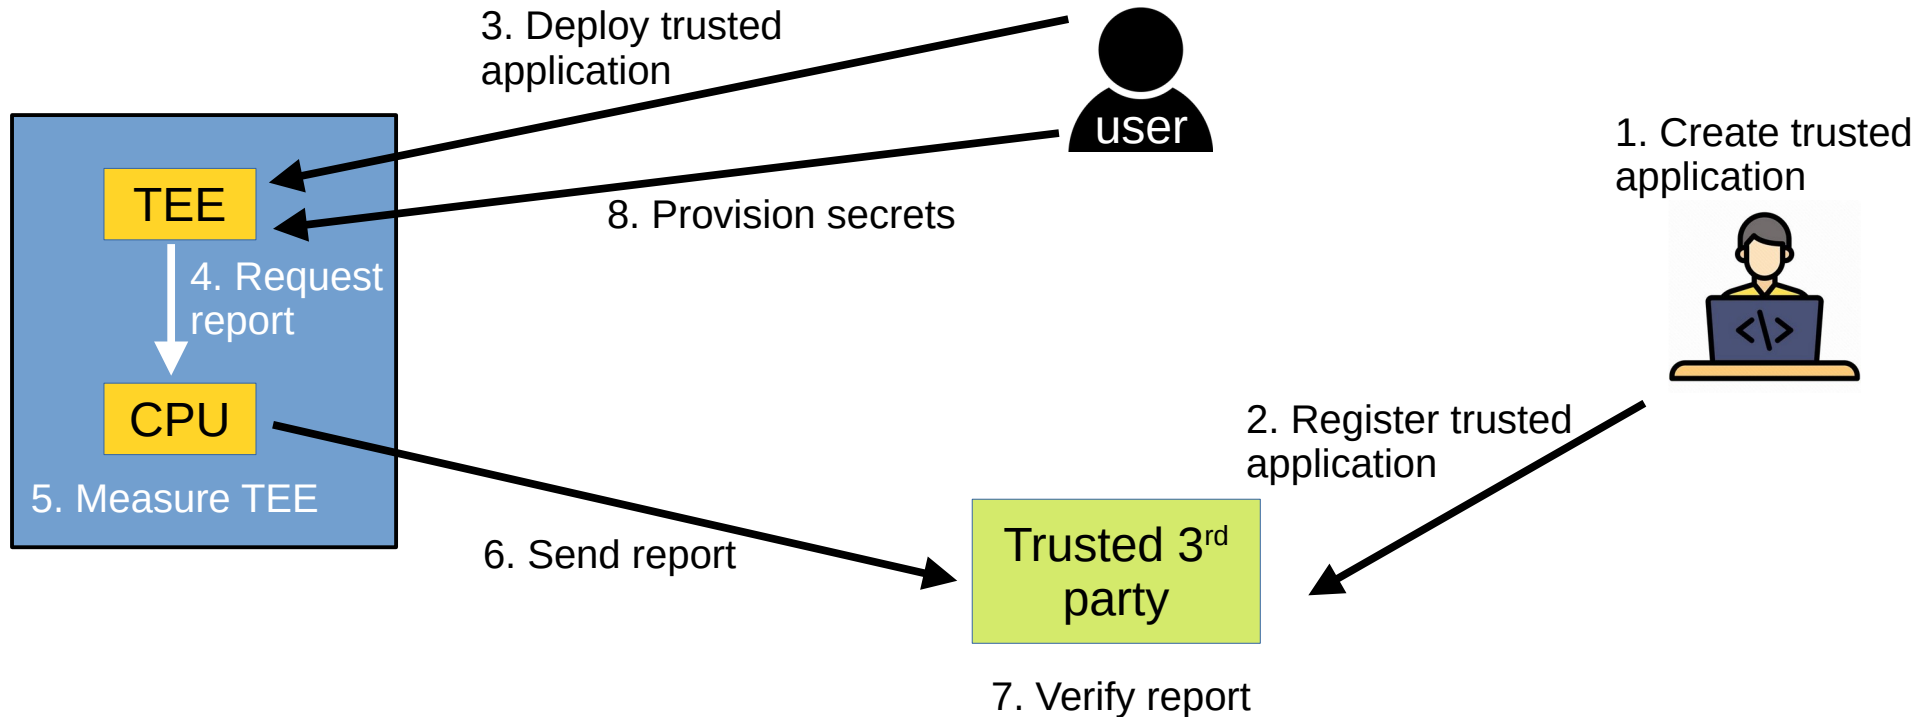 3. Deploy trusted
application
user
1. Create trusted
application
TEE
8. Provision secrets
4. Request
report
CPU
2. Register trusted
application
5. Measure TEE
6. Send report
Trusted 3rd
party
7. Verify report